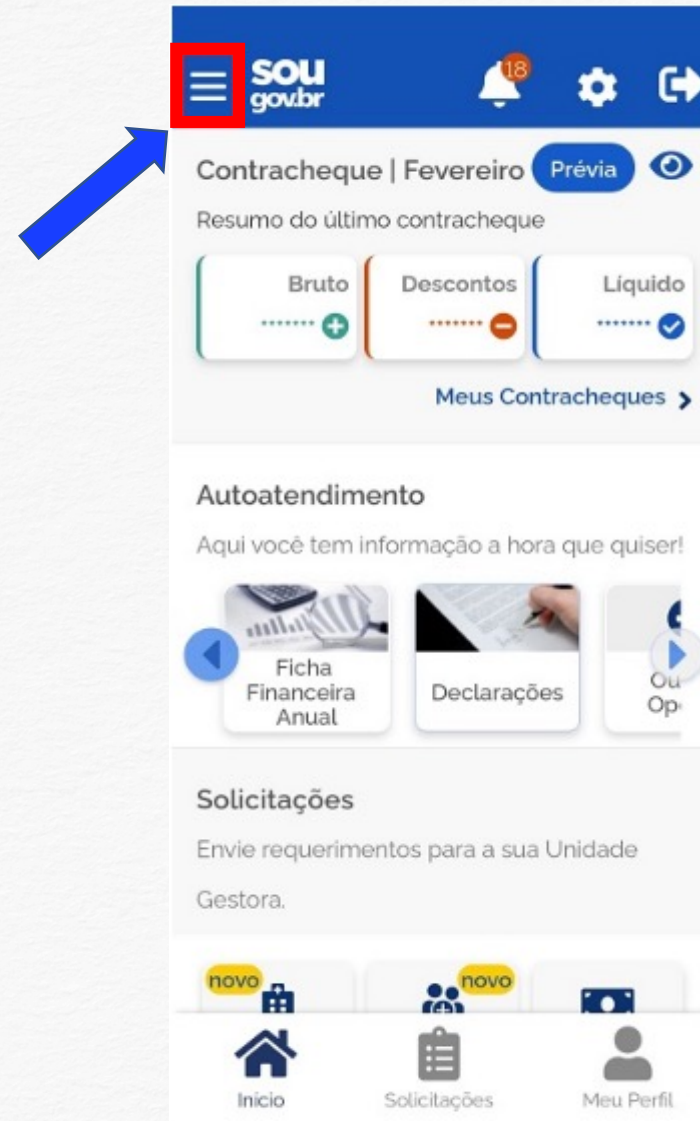 sou
gov.br
18
Contracheque | Fevereiro
Prévia
Resumo do último contracheque
Bruto
Descontos
Líquido
*******
*******
*******
Meus Contracheques
Autoatendimento
Aqui você tem informação a hora que quiser!
Ficha
Financeira
Anual
Declarações
Solicitações
Envie requerimentos para a sua Unidade
Gestora.
novo
novo
Início
Solicitações
Meu Perfil